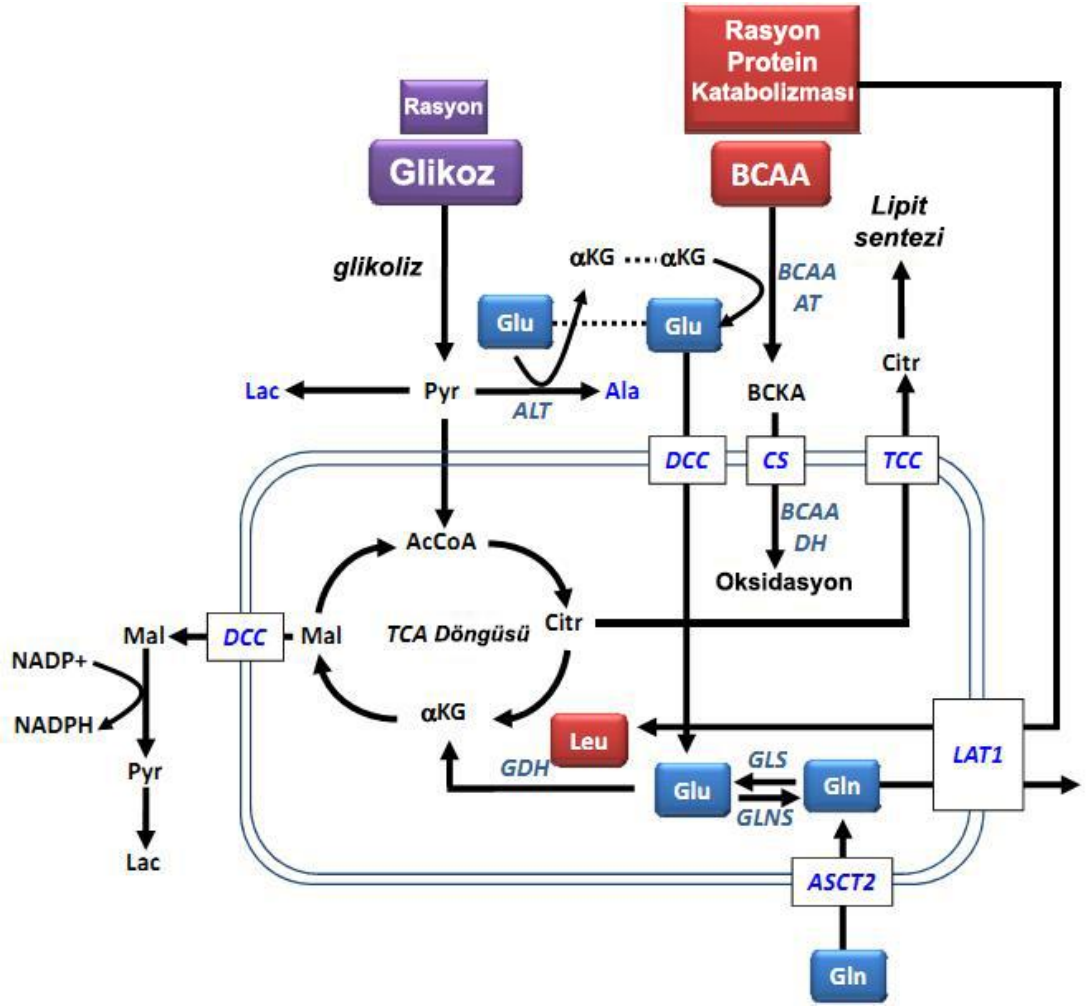 Rasyon
Protein
Katabolizması
Rasyon
Glikoz
BCAA
Lipit
sentezi
glikoliz
αKG
αKG
BCAA
AT
Glu
Glu
Citr
Lac
Pyr
ALT
Ala
BCKA
DCC
CS
TCC
BCAA
DH
AcCoA
Oksidasyon
Mal
DCC
Mal
TCA Döngüsü
Citr
NADP+
NADPH
αKG
Leu
LAT1
Pyr
GDH
GLS
Glu
Gln
GLNS
Lac
ASCT2
Gln